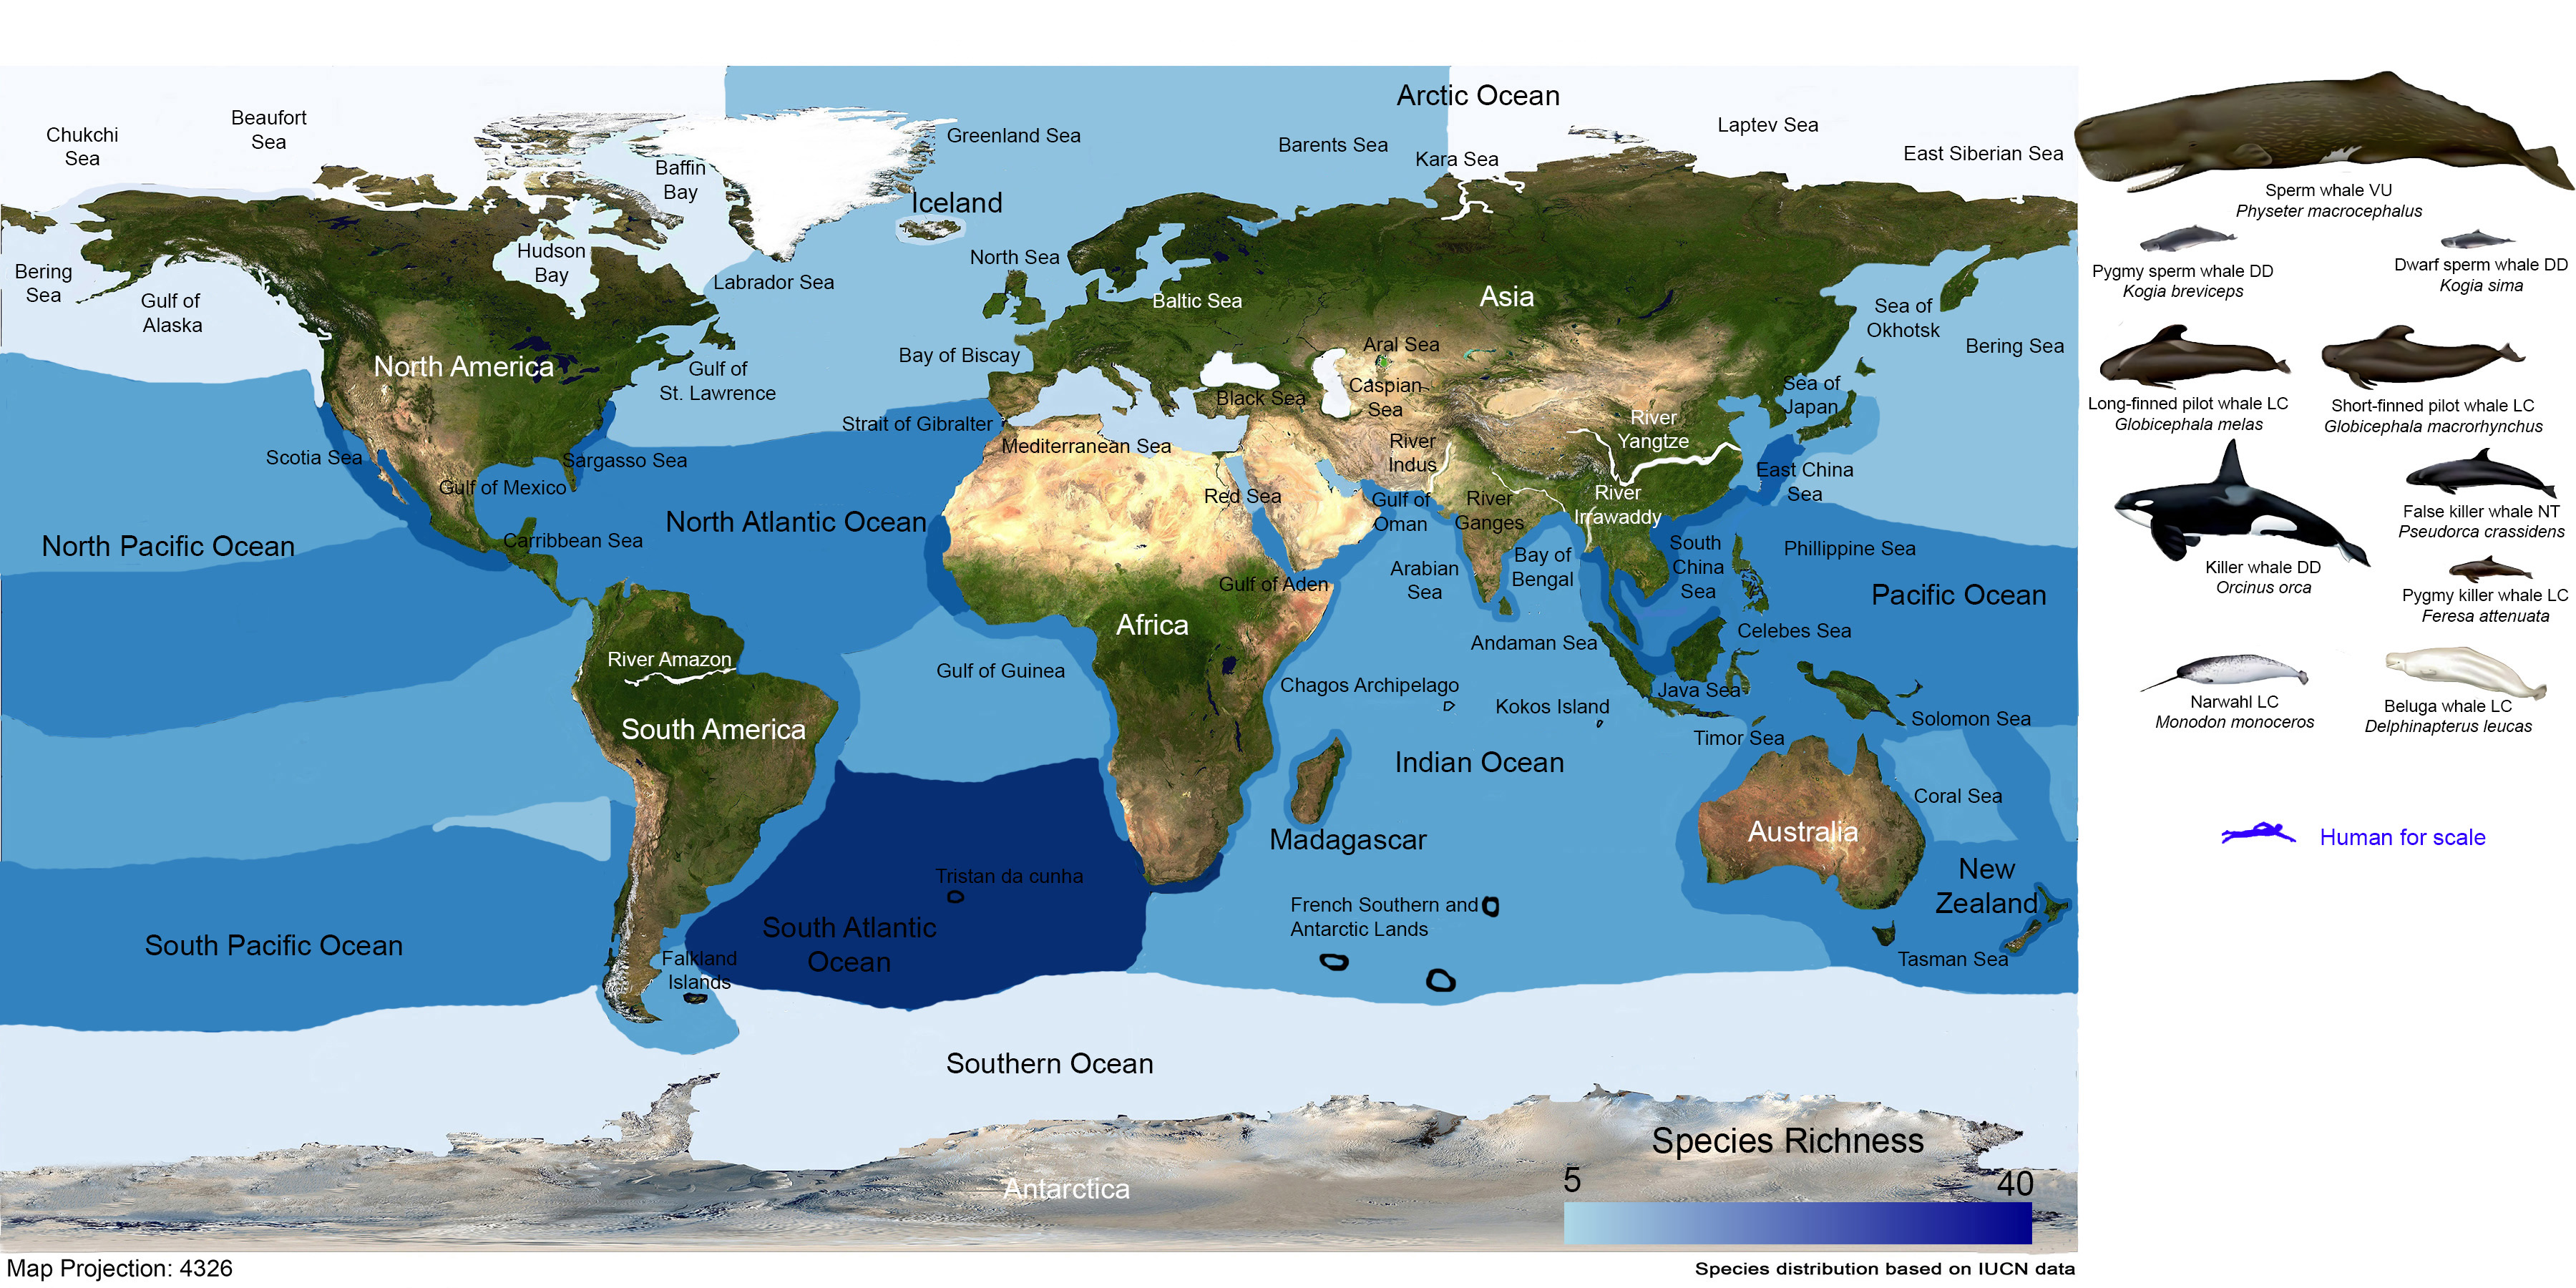 Arctic Ocean
Chukchi
Sea
Beaufort
Sea
Baffin
Bay
Greenland Sea
Barents Sea
Kara Sea
Laptev Sea
East Siberian Sea
Iceland
Hudson
Bay
North Sea
Bering
Sea
Gulf of
Alaska
Labrador Sea
Baltic Sea
Asia
Sea of
Okhotsk
Bering Sea
North America
Gulf of
St. Lawrence
Bay of Biscay
Aral Sea
Caspian
Sea
Black Sea
Sea of
Japan
Strait of Gibralter
Mediterranean Sea
River
Indus
River
Yangtze
Scotia Sea
Sargasso Sea
Gulf of Mexico
Red Sea
Gulf of
Oman
River
Ganges
River
Irrawaddy
East China
Sea
North Pacific Ocean
North Atlantic Ocean
Carribbean Sea
Gulf of Aden
Arabian
Sea
Bay of
Bengal
South
China
Sea
Phillippine Sea
Pacific Ocean
Africa
Andaman Sea
Celebes Sea
River Amazon
Gulf of Guinea
Chagos Archipelago
Kokos Island
Java Sea
Solomon Sea
South America
Timor Sea
Indian Ocean
Coral Sea
Madagascar
Australia
New
Zealand
Tristan da cunha
South Atlantic
Ocean
French Southern and
Antarctic Lands
South Pacific Ocean
Falkland
Islands
Tasman Sea
Southern Ocean
Antarctica
Species Richness
5
40
Map Projection: 4326
Species distribution based on IUCN data
Sperm whale VU
Physeter macrocephalus
Pygmy sperm whale DD
Kogia breviceps
Dwarf sperm whale DD
Kogia sima
Long-finned pilot whale LC
Globicephala melas
Short-finned pilot whale LC
Globicephala macrorhynchus
Killer whale DD
Orcinus orca
False killer whale NT
Pseudorca crassidens
Pygmy killer whale LC
Feresa attenuata
Narwahl LC
Monodon monoceros
Beluga whale LC
Delphinapterus leucas
Human for scale